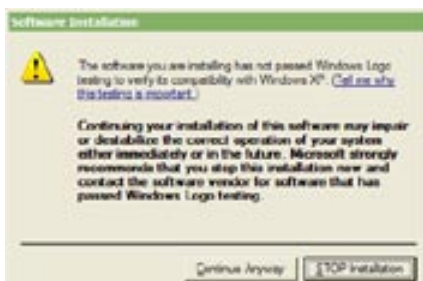 Software Installation
The software you are installing has not passed Windows Logo
testing to verify its compatibility with Windows XP. (Tell me why
this testing is important.)
Continuing your installation of this software may impair
or destabilize the correct operation of your system
either immediately or in the future. Microsoft strongly
recommends that you stop this installation now and
contact the software vendor for software that has
passed Windows Logo testing.
Continue Anyway
STOP Installation